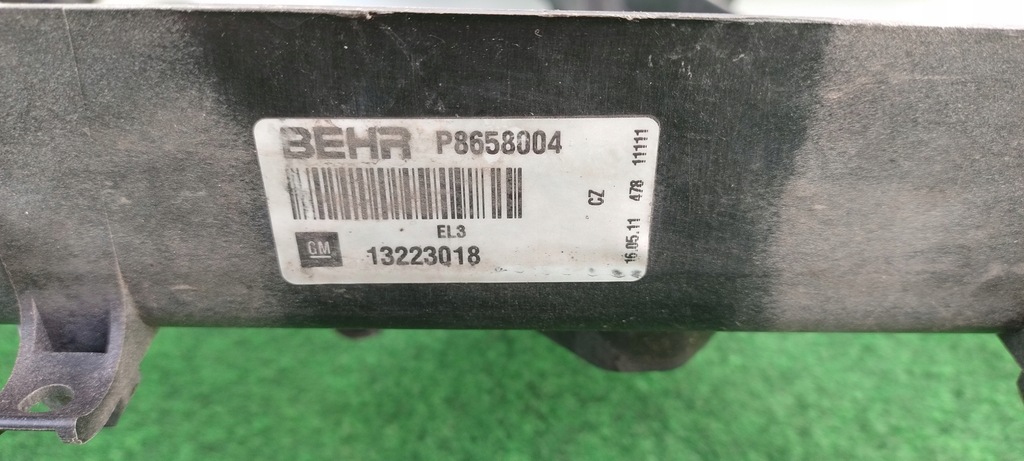 BEHR P8658004
EL3
GM 13223018
CZ
16.05.11 478 11111